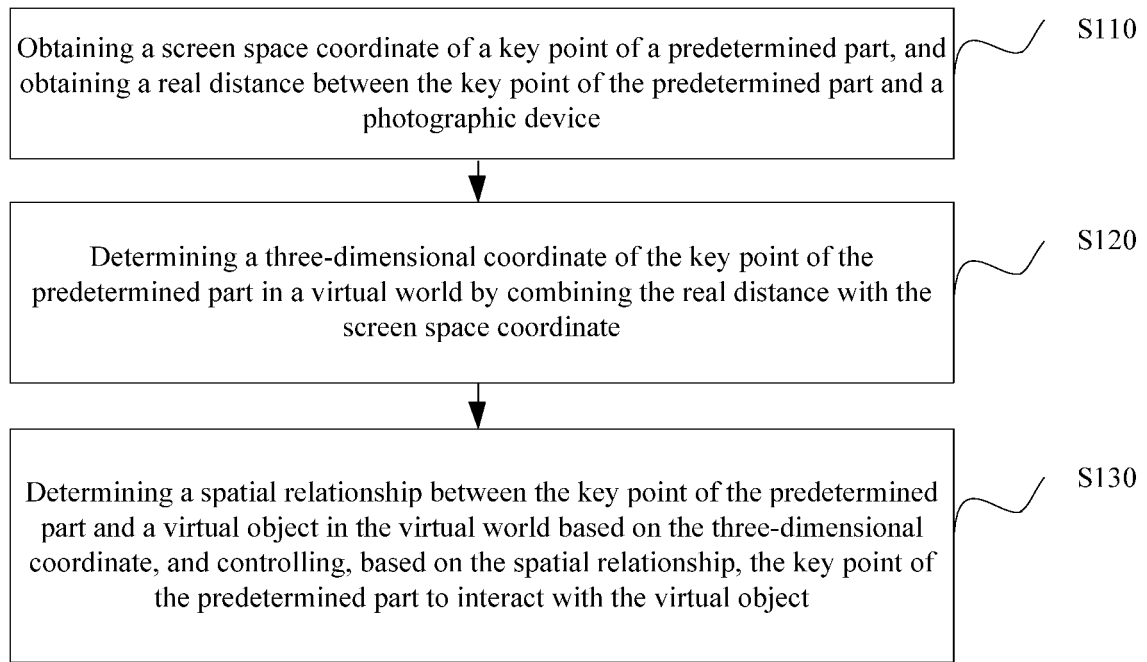 Obtaining a screen space coordinate of a key point of a predetermined part, and
obtaining a real distance between the key point of the predetermined part and a
photographic device
S110
Determining a three-dimensional coordinate of the key point of the
predetermined part in a virtual world by combining the real distance with the
screen space coordinate
S120
Determining a spatial relationship between the key point of the predetermined
part and a virtual object in the virtual world based on the three-dimensional
coordinate, and controlling, based on the spatial relationship, the key point of
the predetermined part to interact with the virtual object
S130